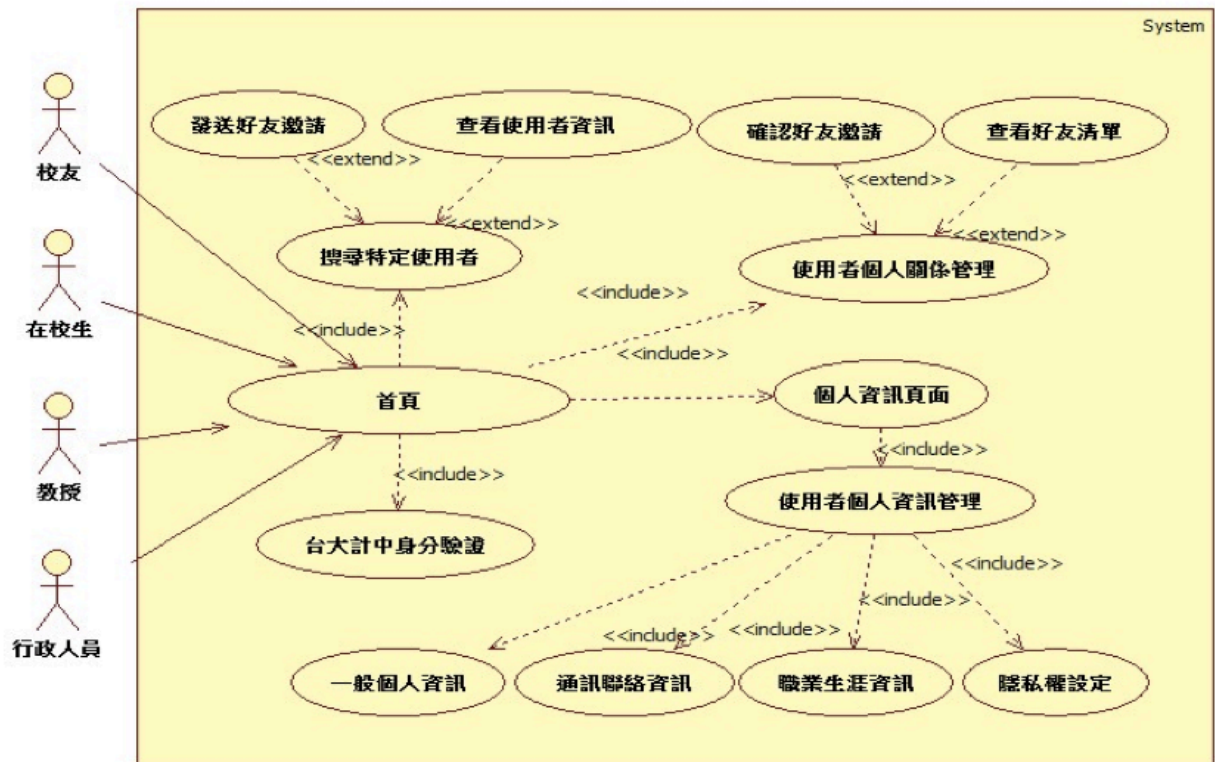 System
發送好友邀請
查看使用者資訊
確認好友邀請
查看好友清單
<<extend>>
<<extend>>
<<extend>>
<<extend>>
校友
搜尋特定使用者
使用者個人關係管理
<<include>>
<<include>>
<<include>>
在校生
首頁
個人資訊頁面
<<include>>
<<include>>
教授
使用者個人資訊管理
台大計中身分驗證
<<include>>
<<include>>
<<include>>
<<include>>
行政人員
一般個人資訊
通訊聯絡資訊
職業生涯資訊
隱私權設定